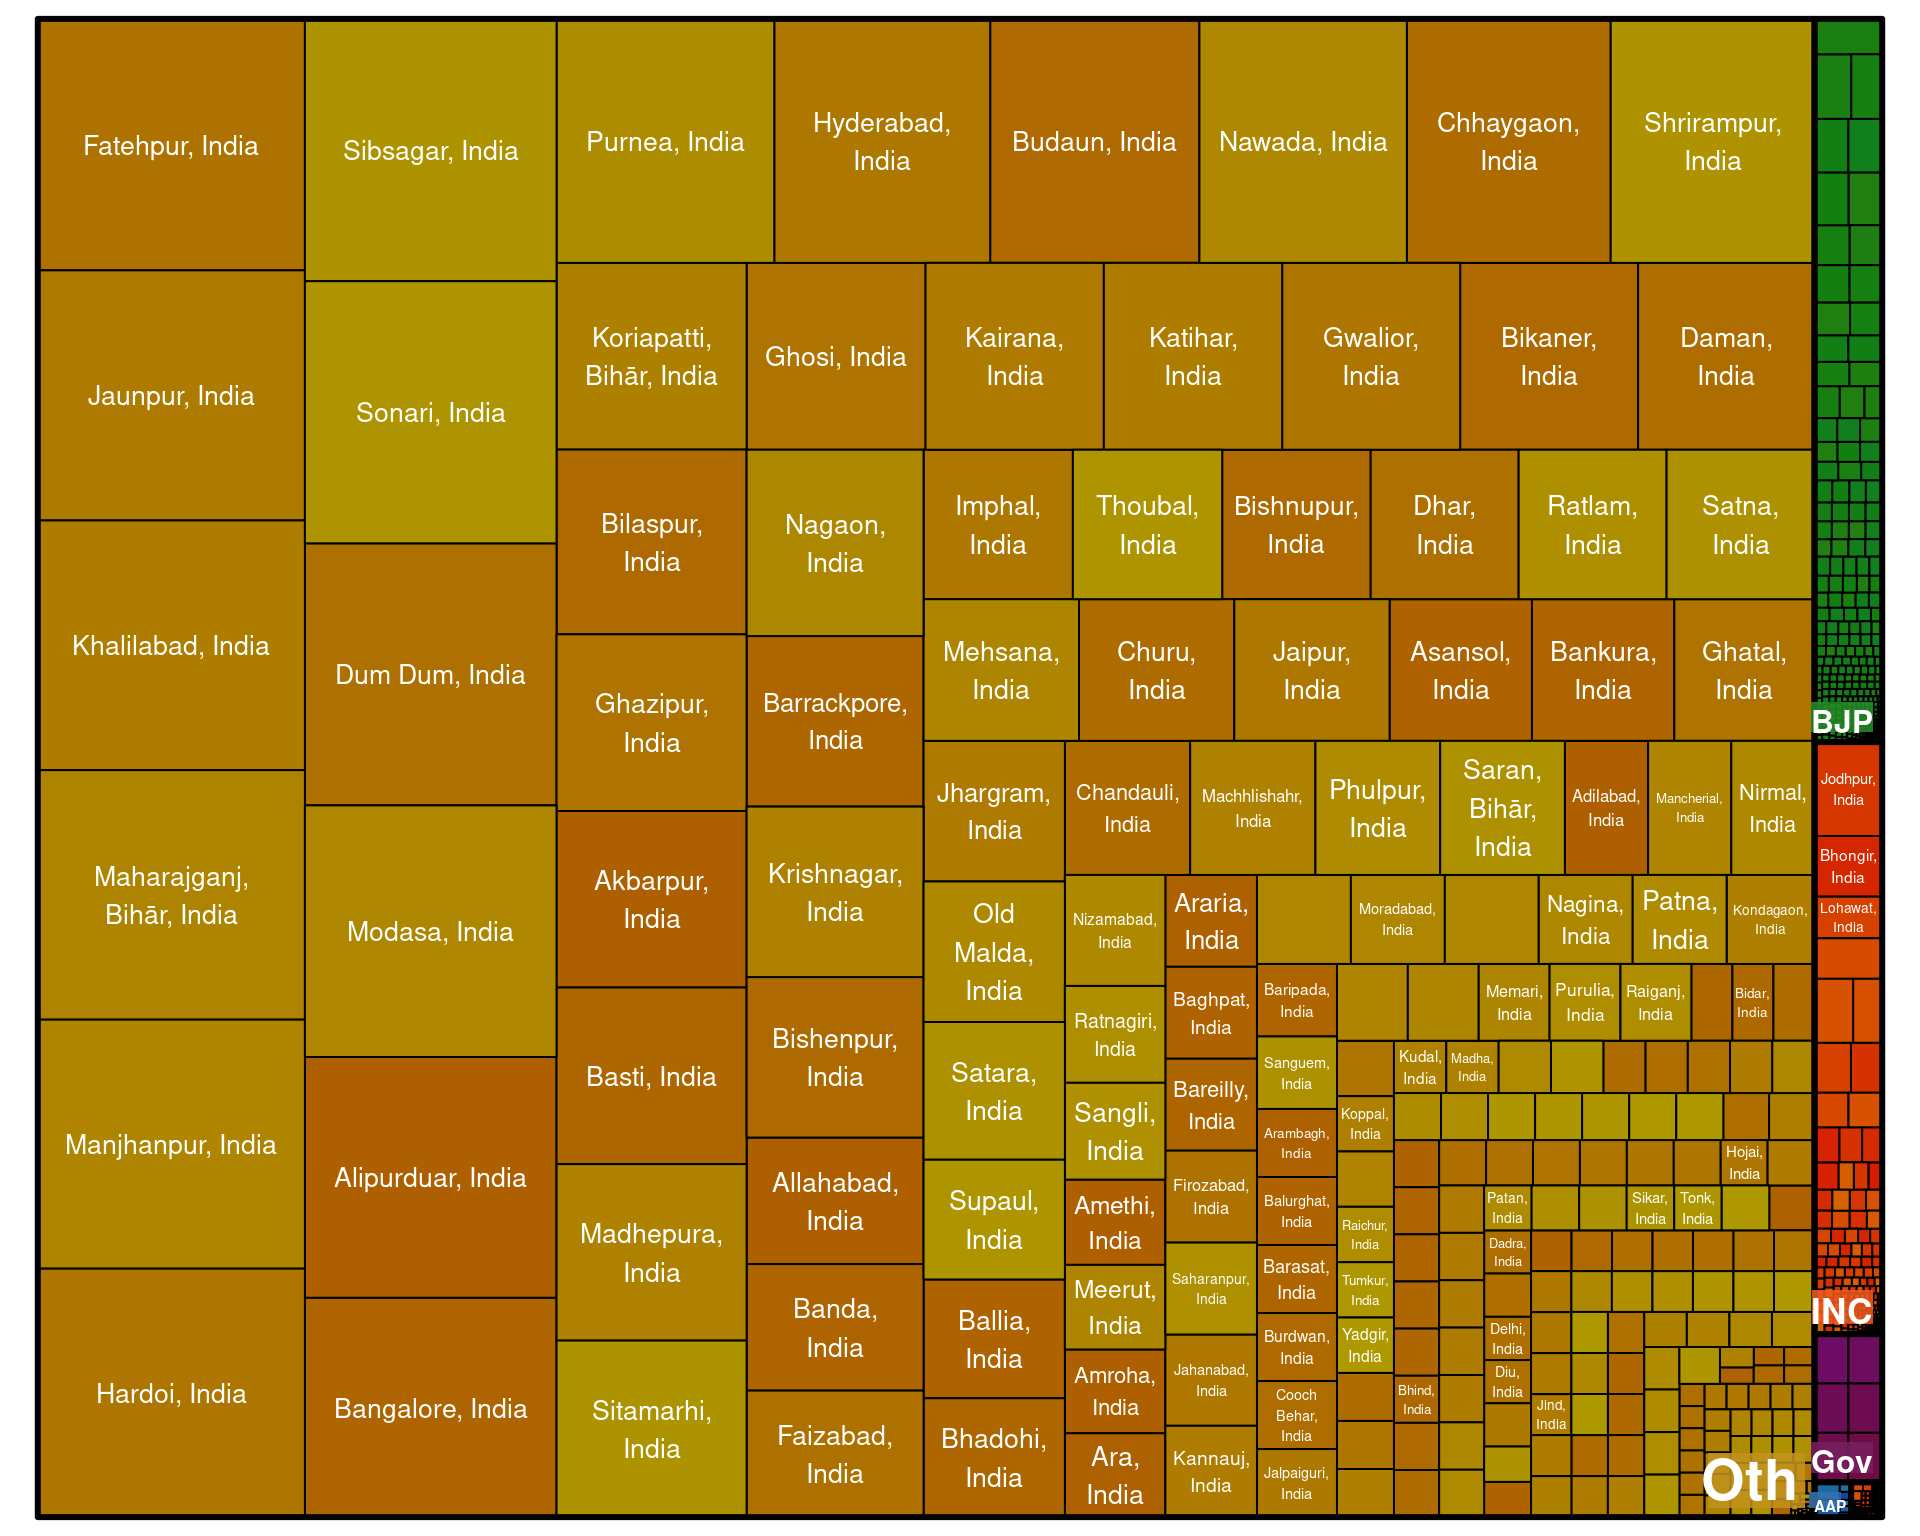 Fatehpur, India
Jaunpur, India
Khalilabad, India
Maharajganj,
Bihār, India
Manjhanpur, India
Hardoi, India
Sibsagar, India
Sonari, India
Dum Dum, India
Modasa, India
Alipurduar, India
Bangalore, India
Purnea, India
Hyderabad,
India
Budaun, India
Nawada, India
Chhaygaon,
India
Shrirampur,
India
Koriapatti,
Bihār, India
Ghosi, India
Kairana,
India
Katihar,
India
Gwalior,
India
Bikaner,
India
Daman,
India
Bilaspur,
India
Ghazipur,
India
Akbarpur,
India
Basti, India
Madhepura,
India
Sitamarhi,
India
Nagaon,
India
Barrackpore,
India
Krishnagar,
India
Bishenpur,
India
Allahabad,
India
Banda,
India
Faizabad,
India
Imphal,
India
Thoubal,
India
Bishnupur,
India
Dhar,
India
Ratlam,
India
Satna,
India
Mehsana,
India
Churu,
India
Jaipur,
India
Asansol,
India
Bankura,
India
Ghatal,
India
Jhargram,
India
Old
Malda,
India
Satara,
India
Supaul,
India
Ballia,
India
Bhadohi,
India
Chandauli,
India
Machhlishahr,
India
Phulpur,
India
Saran,
Bihār,
India
Adilabad,
India
Mancherial,
India
Nirmal,
India
Nizamabad,
India
Ratnagiri,
India
Sangli,
India
Amethi,
India
Meerut,
India
Amroha,
India
Ara,
India
Araria,
India
Baghpat,
India
Bareilly,
India
Firozabad,
India
Saharanpur,
India
Jahanabad,
India
Kannauj,
India
Moradabad,
India
Nagina,
India
Patna,
India
Kondagaon,
India
Baripada,
India
Sanguem,
India
Arambagh,
India
Balurghat,
India
Barasat,
India
Burdwan,
India
Cooch
Behar,
India
Jalpaiguri,
India
Memari,
India
Purulia,
India
Raiganj,
India
Bidar,
India
Kudal,
India
Madha,
India
Koppal,
India
Raichur,
India
Tumkur,
India
Yadgir,
India
Hojai,
India
Patan,
India
Sikar,
India
Tonk,
India
Dadra,
India
Delhi,
India
Diu,
India
Bhind,
India
Jind,
India
Oth
BJP
Jodhpur,
India
Bhongir,
India
Lohawat,
India
INC
Gov
AAP